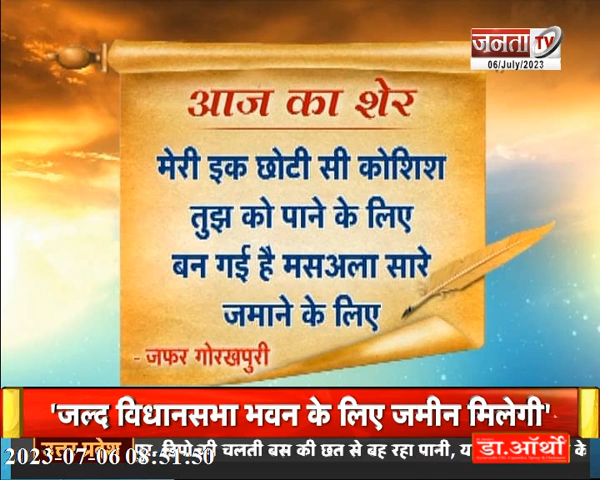 जनता TV
06/July/2023
आज का शेर
मेरी इक छोटी सी कोशिश
तुझ को पाने के लिए
बन गई है मसअला सारे
जमाने के लिए
- जफर गोरखपुरी
'जल्द विधानसभा भवन के लिए जमीन मिलेगी'
उत्तर प्रदेश डिपो की चलती बस की छत से बह रहा पानी, डा.ऑर्थो के
2023-07-06 08:51:50